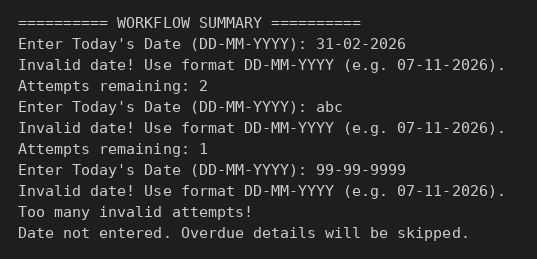 ========== WORKFLOW SUMMARY ==========
Enter Today's Date (DD-MM-YYYY): 31-02-2026
Invalid date! Use format DD-MM-YYYY (e.g. 07-11-2026).
Attempts remaining: 2
Enter Today's Date (DD-MM-YYYY): abc
Invalid date! Use format DD-MM-YYYY (e.g. 07-11-2026).
Attempts remaining: 1
Enter Today's Date (DD-MM-YYYY): 99-99-9999
Invalid date! Use format DD-MM-YYYY (e.g. 07-11-2026).
Too many invalid attempts!
Date not entered. Overdue details will be skipped.